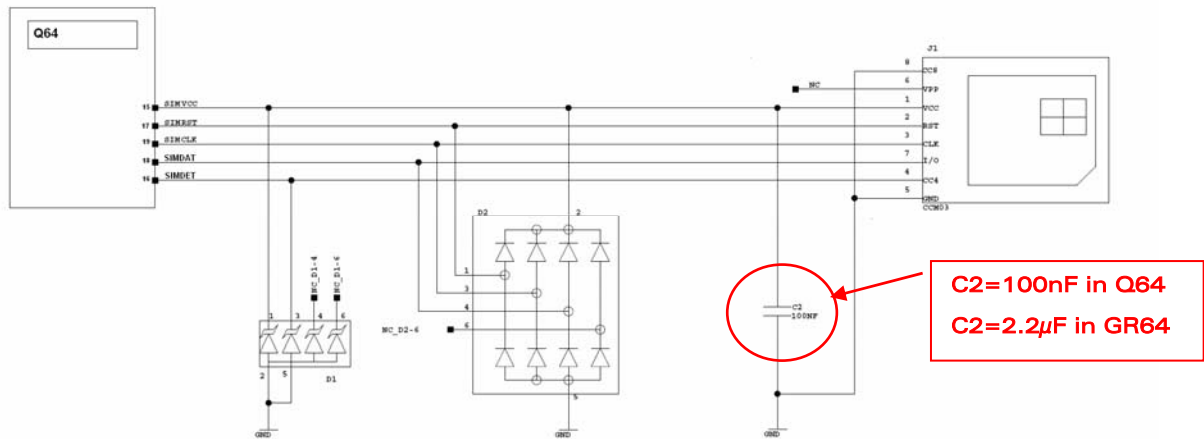 Q64
J1
8
CC8
NC
6
VPP
15 SIMVCC
1
VCC
17 SIMRST
2
RST
19 SIMCLK
3
CLK
18 SIMDAT
7
I/O
16 SIMDET
4
CC4
5
GND
CCM03
D2
2
NC_D1-4
NC_D1-6
1
3
4
NC_D2-6
6
1 3 4 6
2 5
D1
5
C2
100NF
C2=100nF in Q64
C2=2.2µF in GR64
GND
GND
GND